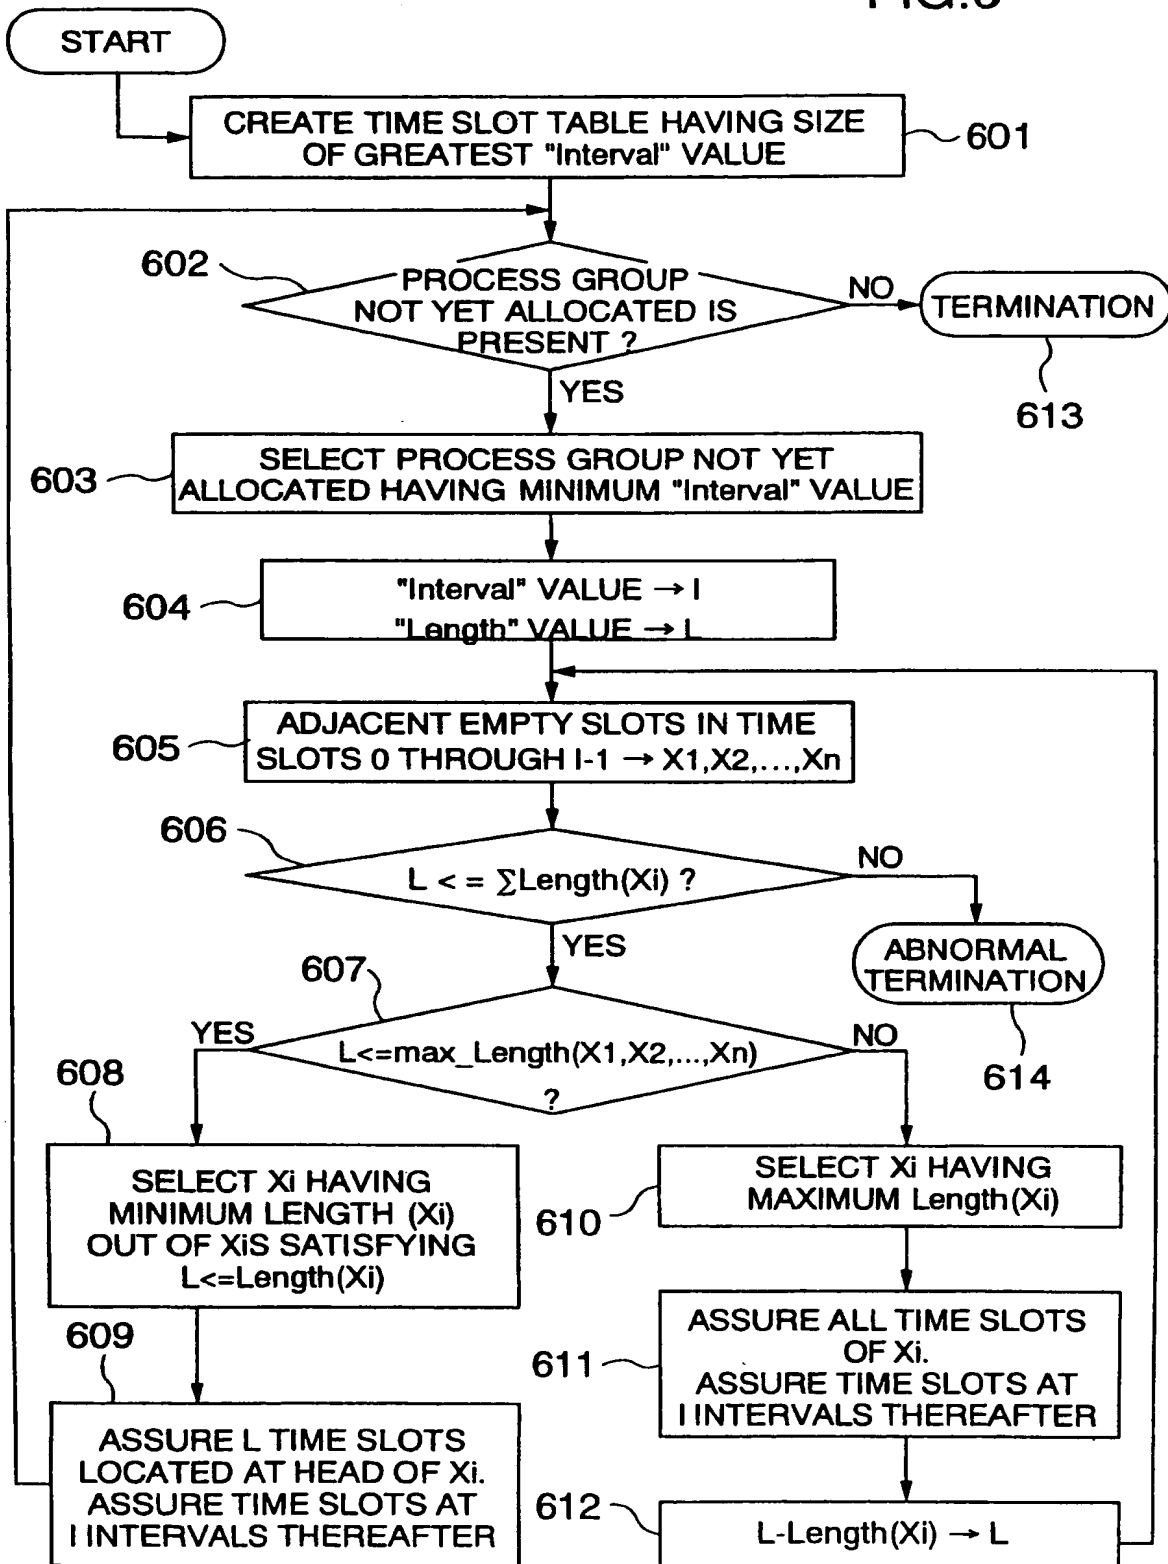 START
CREATE TIME SLOT TABLE HAVING SIZE
OF GREATEST "Interval" VALUE
601
602
PROCESS GROUP
NOT YET ALLOCATED IS
PRESENT ?
NO
TERMINATION
613
YES
603
SELECT PROCESS GROUP NOT YET
ALLOCATED HAVING MINIMUM "Interval" VALUE
604
"Interval" VALUE → I
"Length" VALUE → L
605
ADJACENT EMPTY SLOTS IN TIME
SLOTS 0 THROUGH I-1 → X1,X2,...,Xn
606
L < = ∑Length(Xi) ?
NO
ABNORMAL
TERMINATION
614
YES
607
L<=max_Length(X1,X2,...,Xn)
?
YES
NO
608
SELECT Xi HAVING
MINIMUM LENGTH (Xi)
OUT OF XiS SATISFYING
L<=Length(Xi)
610
SELECT Xi HAVING
MAXIMUM Length(Xi)
609
ASSURE L TIME SLOTS
LOCATED AT HEAD OF Xi.
ASSURE TIME SLOTS AT
I INTERVALS THEREAFTER
611
ASSURE ALL TIME SLOTS
OF Xi.
ASSURE TIME SLOTS AT
I INTERVALS THEREAFTER
612
L-Length(Xi) → L